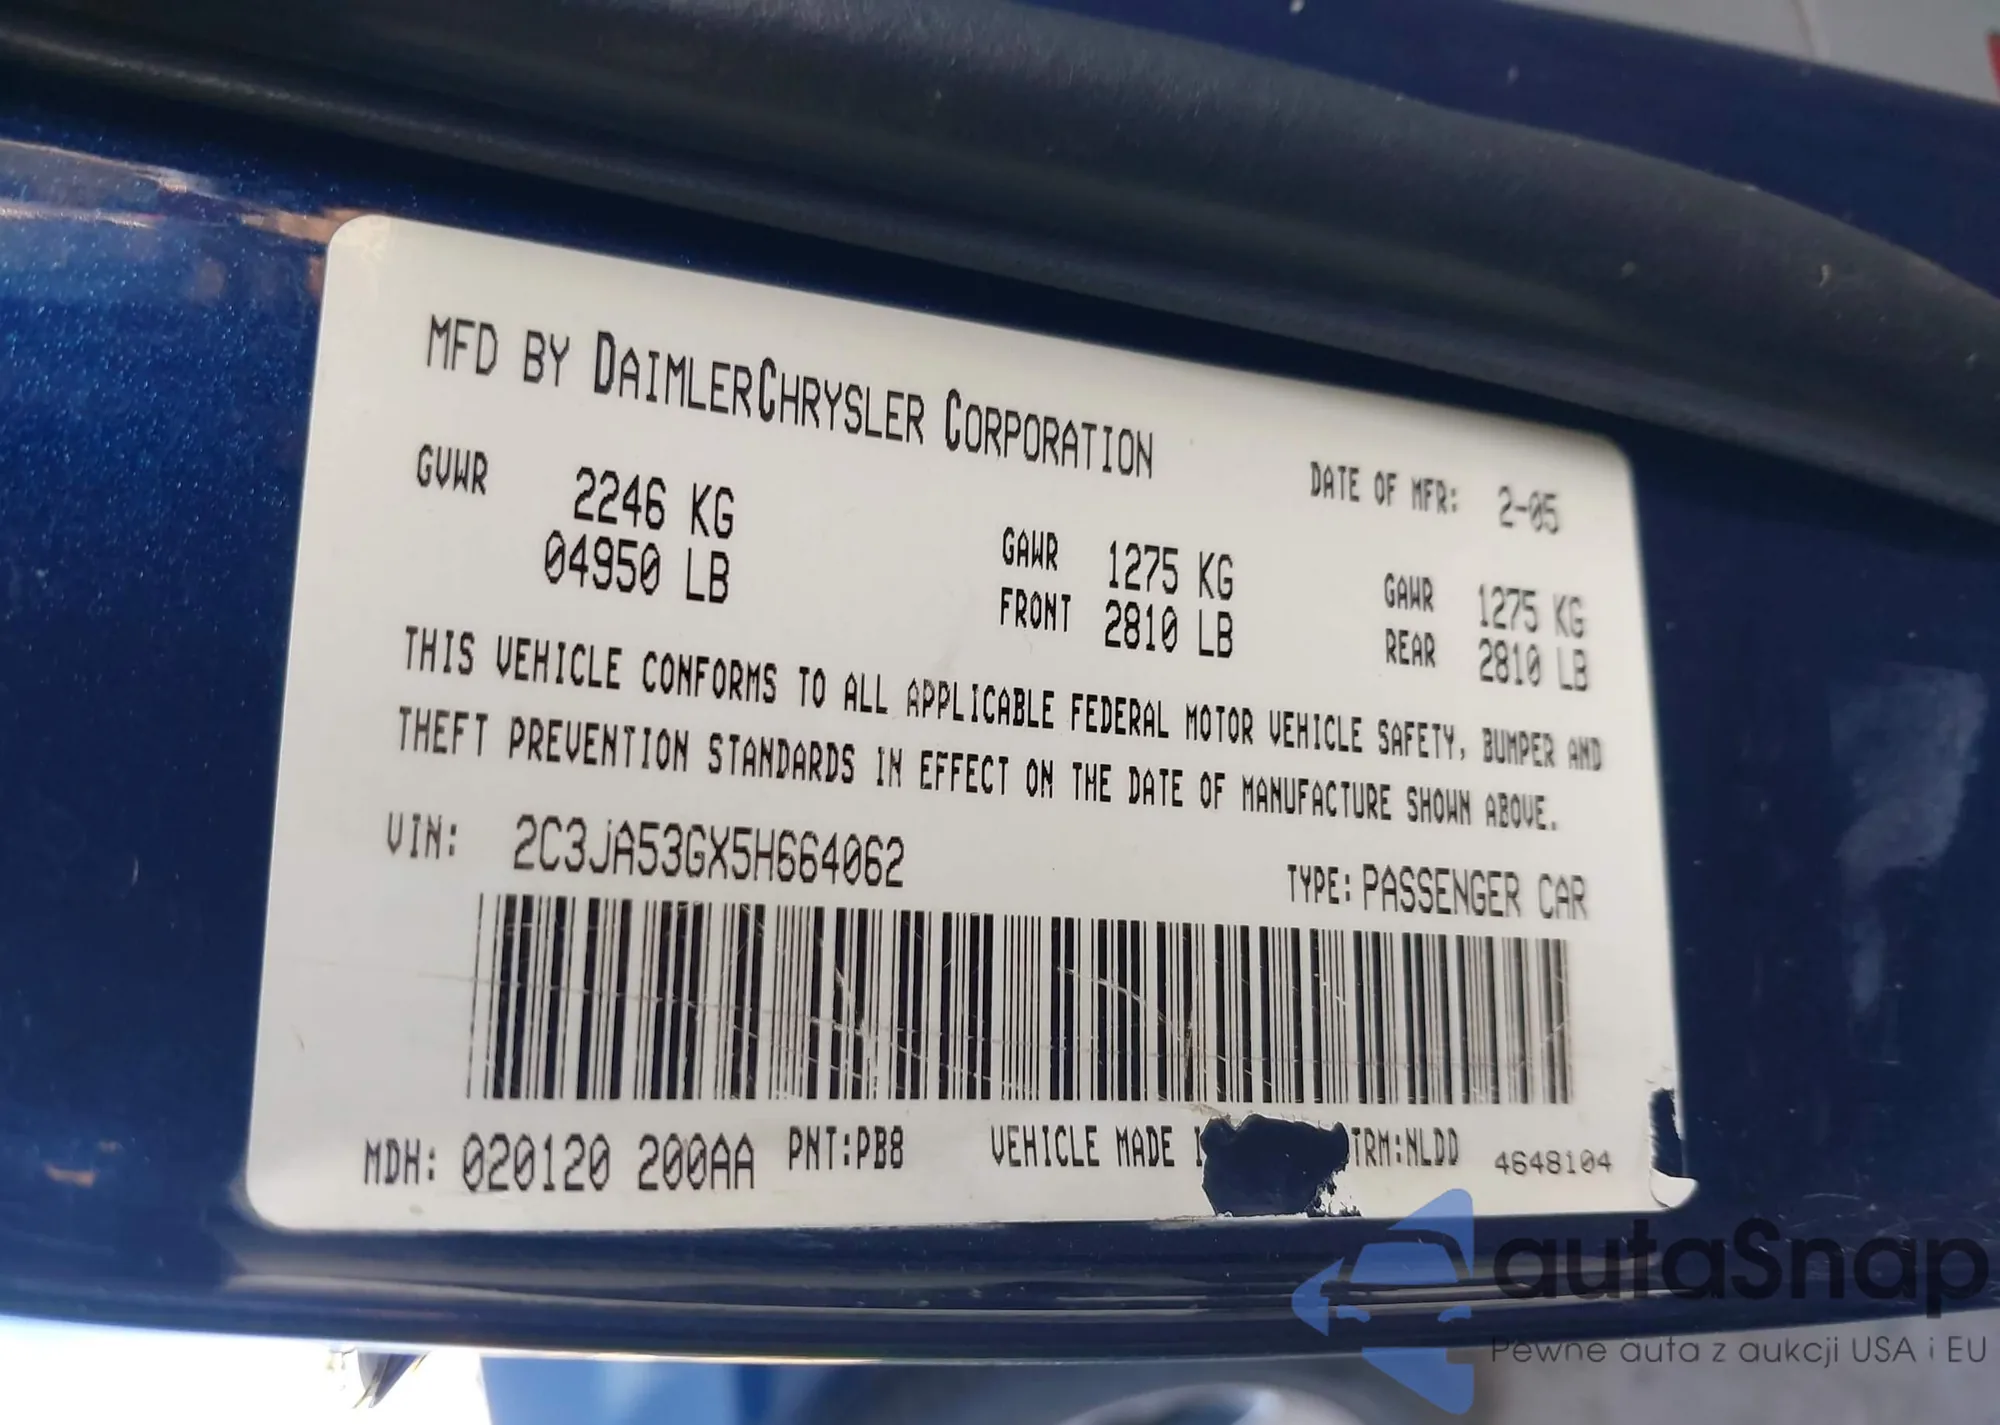 MFD BY DAIMLERCHRYSLER CORPORATION
DATE OF MFR: 2-05
GVWR 2246 KG
04950 LB
GAWR 1275 KG
FRONT 2810 LB
GAWR 1275 KG
REAR 2810 LB
THIS VEHICLE CONFORMS TO ALL APPLICABLE FEDERAL MOTOR VEHICLE SAFETY, BUMPER AND
THEFT PREVENTION STANDARDS IN EFFECT ON THE DATE OF MANUFACTURE SHOWN ABOVE.
VIN: 2C3JA53GX5H664062
TYPE: PASSENGER CAR
MDH: 020120 200AA PNT:PB8 VEHICLE MADE TRM:NLDD 4648104
autaSnap
Pewne auta z aukcji USA i EU